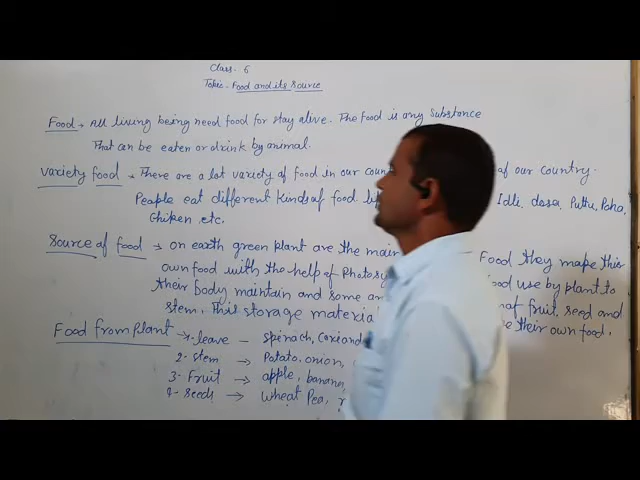 Class- 6
Topic- Food and its Source
Food → All living being need food for stay alive. The food is any substance
That can be eaten or drink by animal.
Variety food → There are a lot variety of food in our coun of our country.
People eat different kinds of food Idli, dosa, Puttu, Poha,
Chiken etc.
Source of food → on earth green plant are the main Food they make this
own food with the help of Photosy food use by plant to
their body maintain and some of fruit, seed and
stem. This storage material their own food.
Food from Plant → 1. leave – spinach,
2. stem → Potato, onion,
3. Fruit → apple, banana,
4- seeds → wheat Pea,